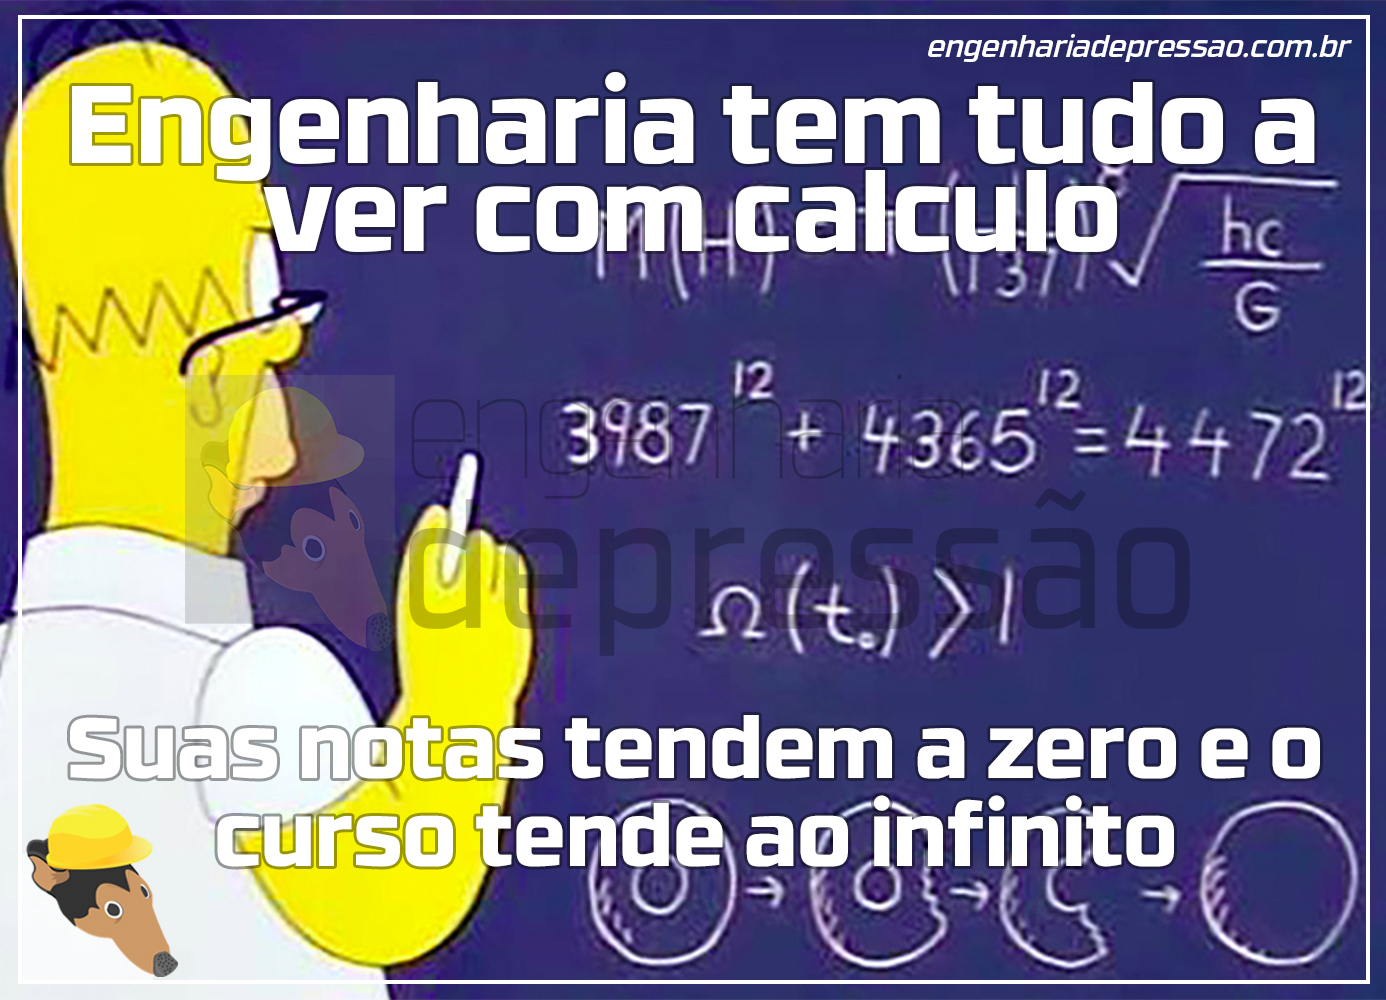 engenhariadepressao.com.br
Engenharia tem tudo a
ver com calculo
hc
G
3987¹² + 4365¹² = 4472¹²
engenharia
depressão
Ω(t₀) > 1
Suas notas tendem a zero e o
curso tende ao infinito